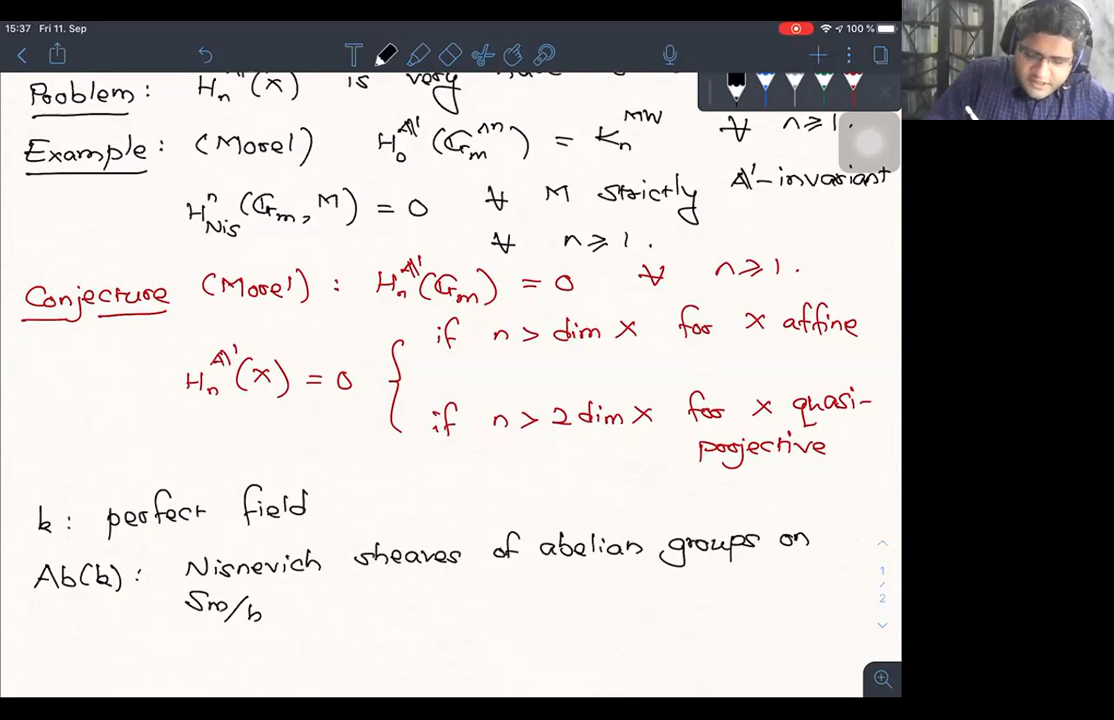 15:37 Fri 11. Sep 100 %
Problem: H_n^{A^1}(X) is very
Example: (Morel) H_0^{A^1}(G_m^{∧n}) = K_n^{MW} ∀ n ≥ 1.
H^n_{Nis}(G_m, M) = 0 ∀ M strictly A^1-invariant
∀ n ≥ 1.
Conjecture (Morel): H_n^{A^1}(G_m) = 0 ∀ n ≥ 1.
H_n^{A^1}(X) = 0 { if n > dim X for X affine
if n > 2 dim X for X quasi-
projective
k: perfect field
Ab(k): Nisnevich sheaves of abelian groups on
Sm/k
1
/
2